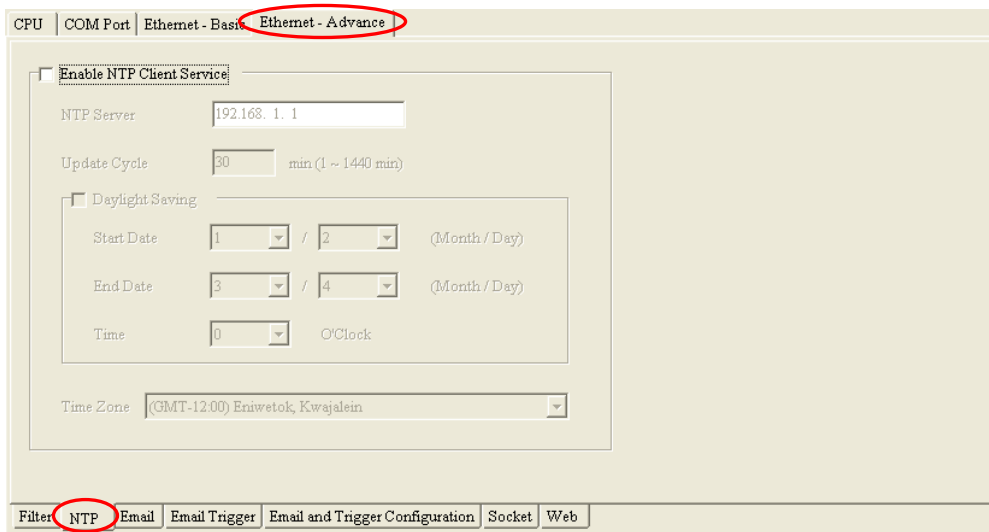 CPU COM Port Ethernet - Basic Ethernet - Advance
Enable NTP Client Service
NTP Server 192.168. 1. 1
Update Cycle 30 min (1 ~ 1440 min)
Daylight Saving
Start Date 1 / 2 (Month / Day)
End Date 3 / 4 (Month / Day)
Time 0 O'Clock
Time Zone (GMT-12:00) Eniwetok, Kwajalein
Filter NTP Email Email Trigger Email and Trigger Configuration Socket Web